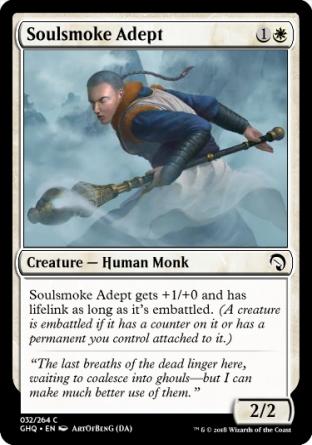 Soulsmoke Adept 1
Creature — Human Monk
Soulsmoke Adept gets +1/+0 and has
lifelink as long as it's embattled. (A creature
is embattled if it has a counter on it or has a
permanent you control attached to it.)
"The last breaths of the dead linger here,
waiting to coalesce into ghouls—but I can
make much better use of them."
2/2
032/264 C
GHQ • EN ArtOfBenG (DA)
™ & © 2018 Wizards of the Coast